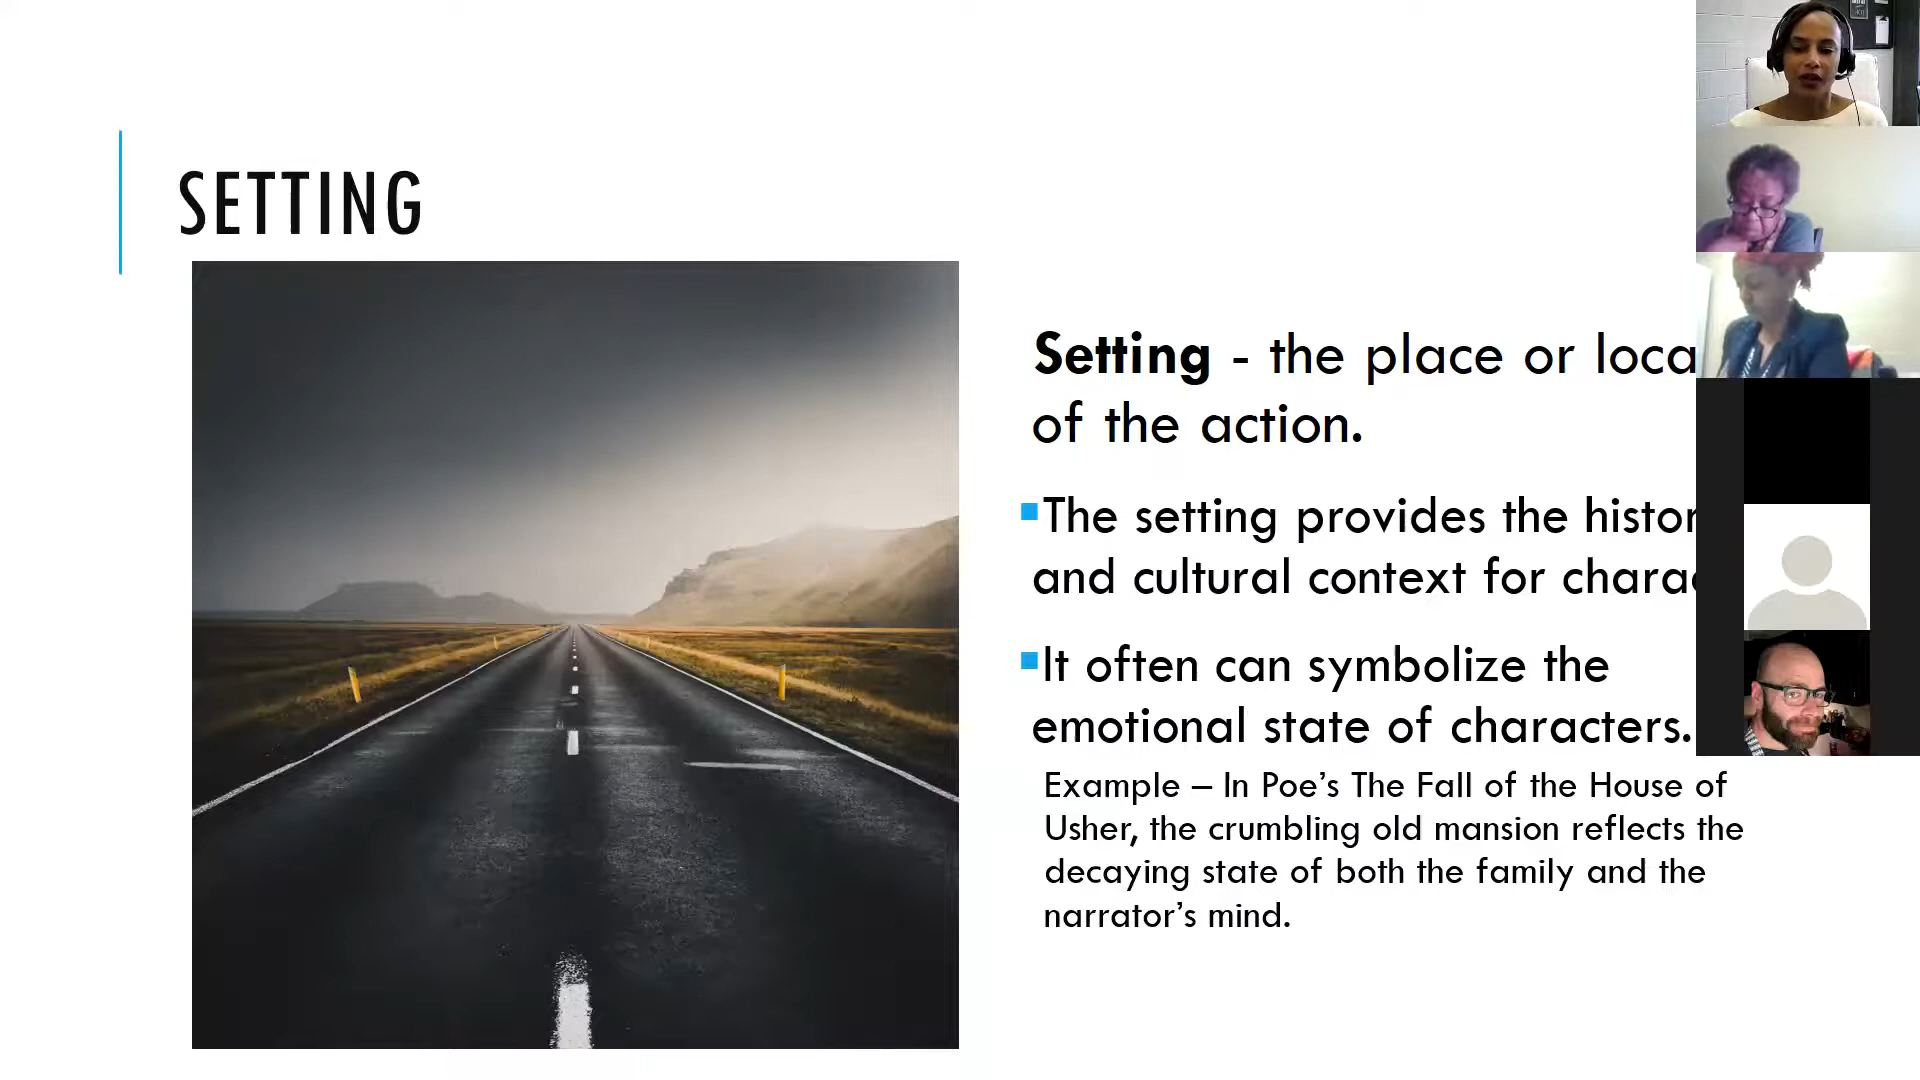 SETTING
Setting - the place or loca
of the action.
The setting provides the histor
and cultural context for charac
It often can symbolize the
emotional state of characters.
Example – In Poe’s The Fall of the House of
Usher, the crumbling old mansion reflects the
decaying state of both the family and the
narrator’s mind.